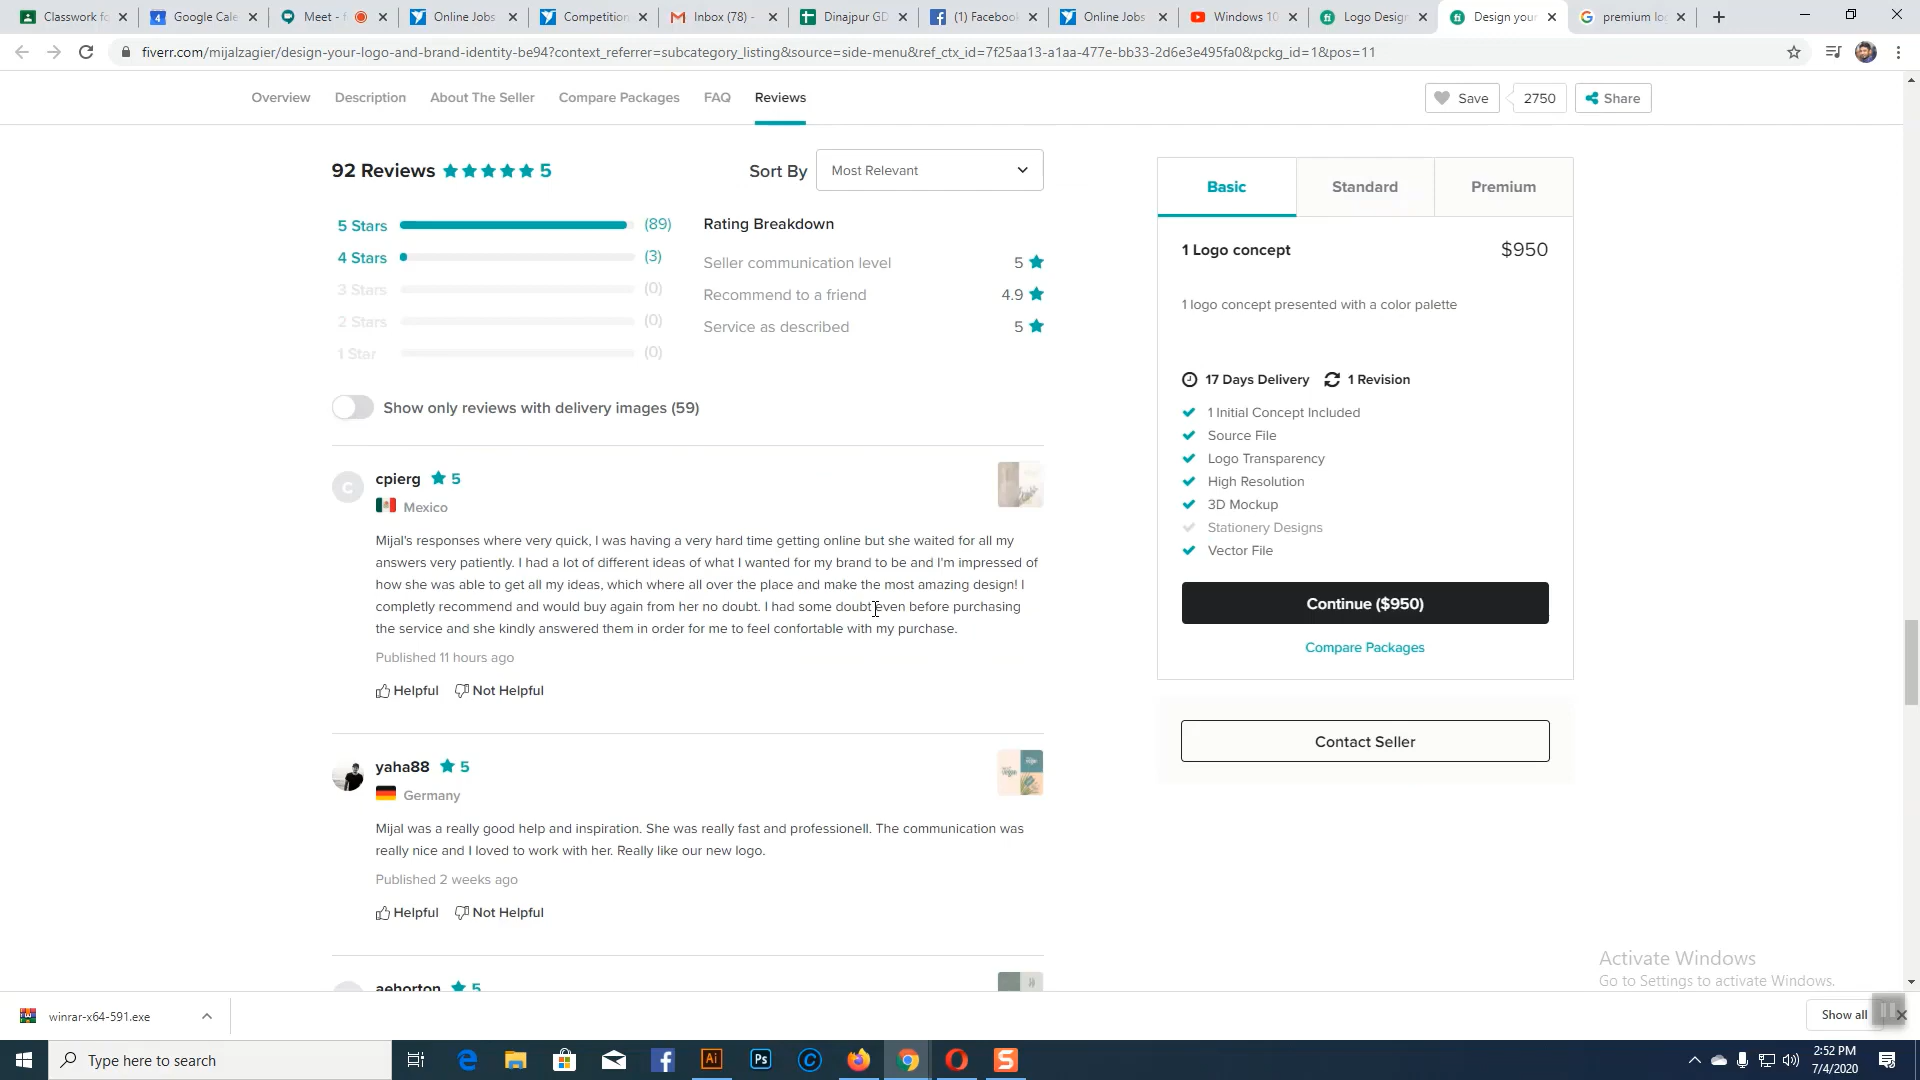 Classwork fo
Google Cale
Meet - f
Online Jobs
Competition
Inbox (78) -
Dinajpur GD
(1) Facebook
Online Jobs
Windows 10
Logo Design
Design your
premium lo
fiverr.com/mijalzagier/design-your-logo-and-brand-identity-be94?context_referrer=subcategory_listing&source=side-menu&ref_ctx_id=7f25aa13-a1aa-477e-bb33-2d6e3e495fa0&pckg_id=1&pos=11
Overview Description About The Seller Compare Packages FAQ Reviews
Save 2750 Share
92 Reviews 5
Sort By Most Relevant
5 Stars (89)
4 Stars (3)
3 Stars (0)
2 Stars (0)
1 Star (0)
Rating Breakdown
Seller communication level 5
Recommend to a friend 4.9
Service as described 5
Show only reviews with delivery images (59)
C
cpierg 5
Mexico
Mijal's responses where very quick, I was having a very hard time getting online but she waited for all my
answers very patiently. I had a lot of different ideas of what I wanted for my brand to be and I'm impressed of
how she was able to get all my ideas, which where all over the place and make the most amazing design! I
completly recommend and would buy again from her no doubt. I had some doubt even before purchasing
the service and she kindly answered them in order for me to feel confortable with my purchase.
Published 11 hours ago
Helpful Not Helpful
yaha88 5
Germany
Mijal was a really good help and inspiration. She was really fast and professionell. The communication was
really nice and I loved to work with her. Really like our new logo.
Published 2 weeks ago
Helpful Not Helpful
aehorton 5
Basic Standard Premium
1 Logo concept $950
1 logo concept presented with a color palette
17 Days Delivery 1 Revision
1 Initial Concept Included
Source File
Logo Transparency
High Resolution
3D Mockup
Stationery Designs
Vector File
Continue ($950)
Compare Packages
Contact Seller
Activate Windows
Go to Settings to activate Windows.
winrar-x64-591.exe
Show all
Type here to search
Ai
Ps
2:52 PM
7/4/2020